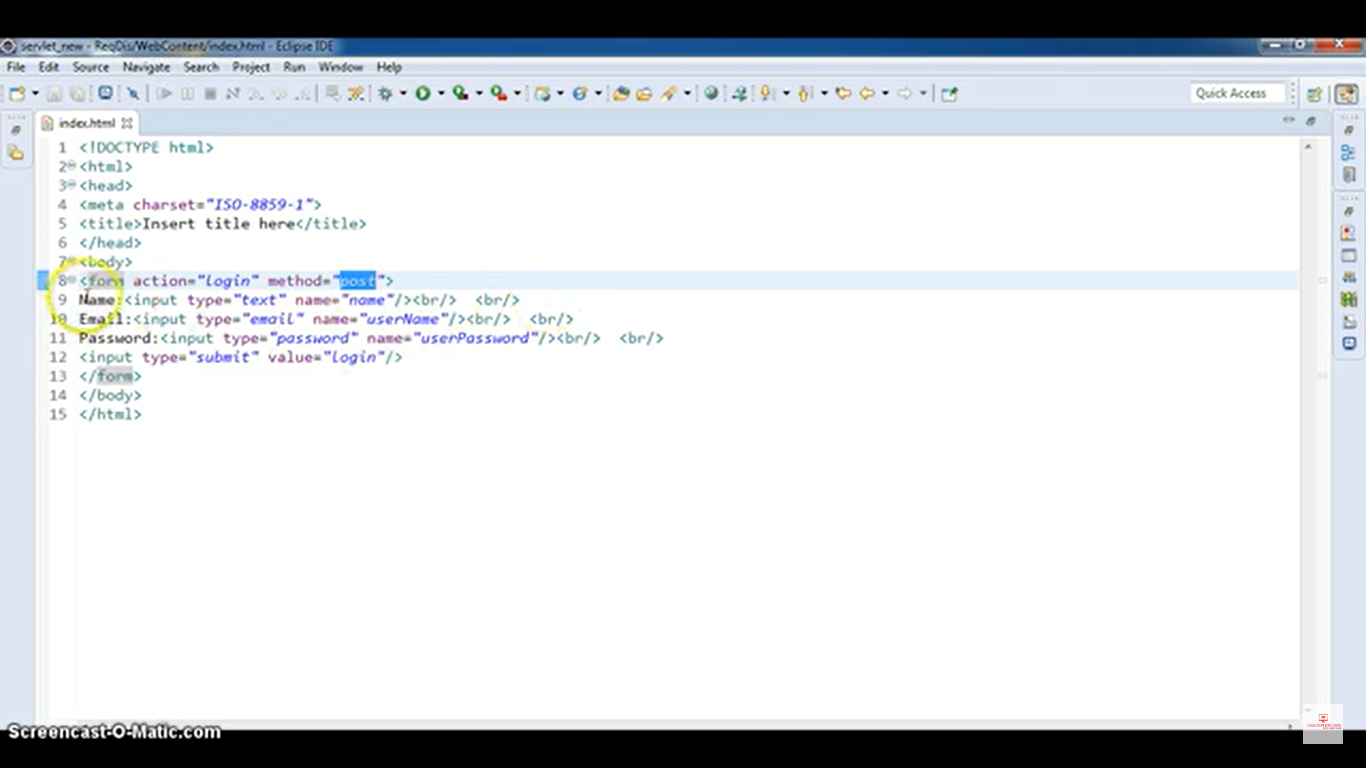 servlet_new - ReqDis/WebContent/index.html - Eclipse IDE
File Edit Source Navigate Search Project Run Window Help
Quick Access
index.html
1 <!DOCTYPE html>
2 <html>
3 <head>
4 <meta charset="ISO-8859-1">
5 <title>Insert title here</title>
6 </head>
7 <body>
8 <form action="login" method="post">
9 Name:<input type="text" name="name"/><br/> <br/>
10 Email:<input type="email" name="userName"/><br/> <br/>
11 Password:<input type="password" name="userPassword"/><br/> <br/>
12 <input type="submit" value="login"/>
13 </form>
14 </body>
15 </html>
Screencast-O-Matic.com